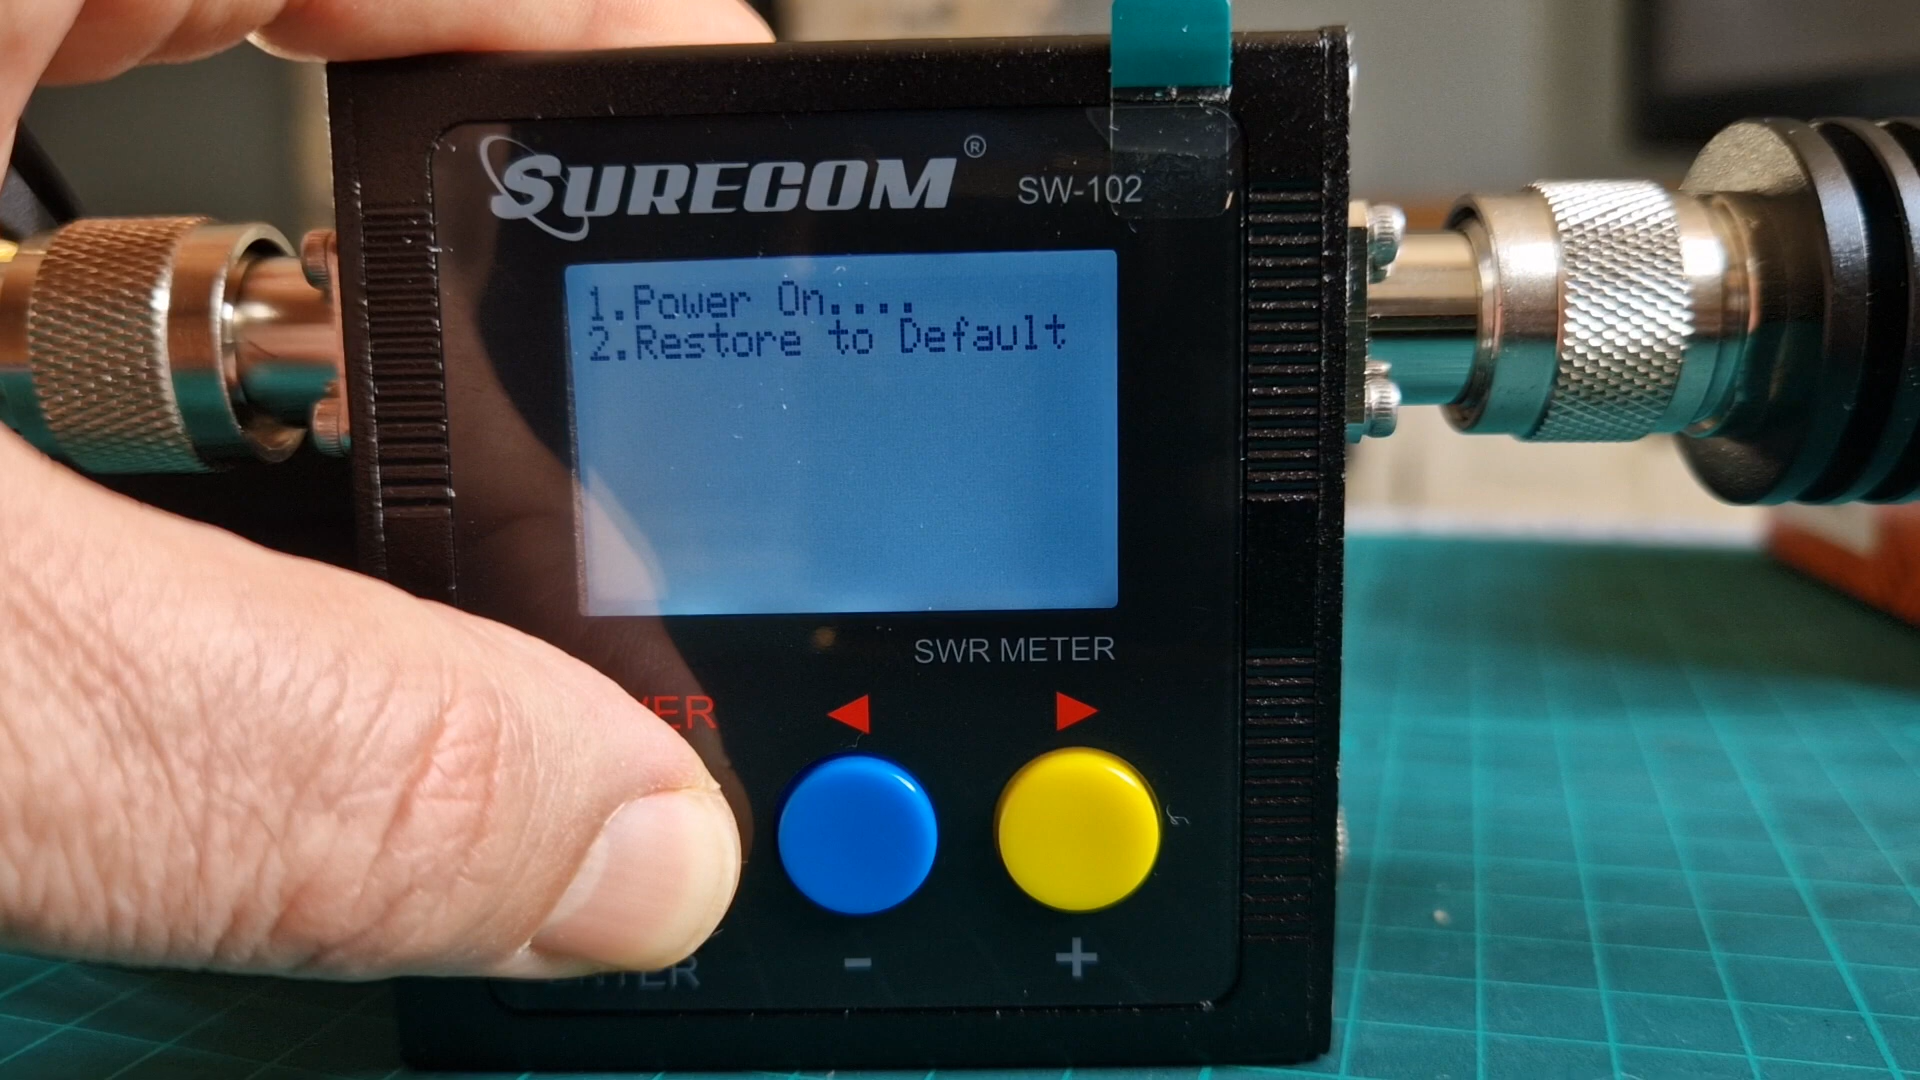 SURECOM ®
SW-102
1.Power On....
2.Restore to Default
SWR METER
-
+